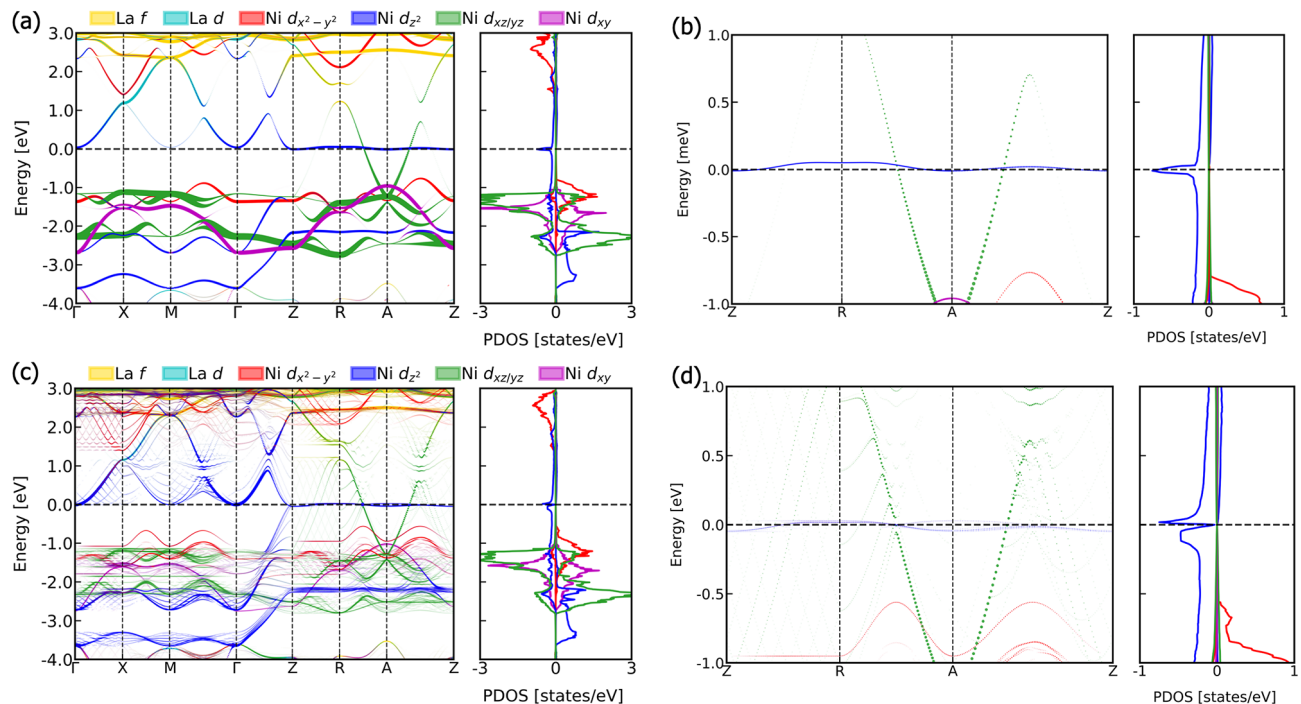 (a)
La f La d Ni dx²−y² Ni dz² Ni dxz/yz Ni dxy
3.0
2.0
1.0
0.0
-1.0
-2.0
-3.0
-4.0
Energy [eV]
Γ X M Γ Z R A Z
-3 0 3
PDOS [states/eV]
(b)
1.0
0.5
0.0
-0.5
-1.0
Energy [meV]
Z R A Z
-1 0 1
PDOS [states/eV]
(c)
La f La d Ni dx²−y² Ni dz² Ni dxz/yz Ni dxy
3.0
2.0
1.0
0.0
-1.0
-2.0
-3.0
-4.0
Energy [eV]
Γ X M Γ Z R A Z
-3 0 3
PDOS [states/eV]
(d)
1.0
0.5
0.0
-0.5
-1.0
Energy [eV]
Z R A Z
-1 0 1
PDOS [states/eV]